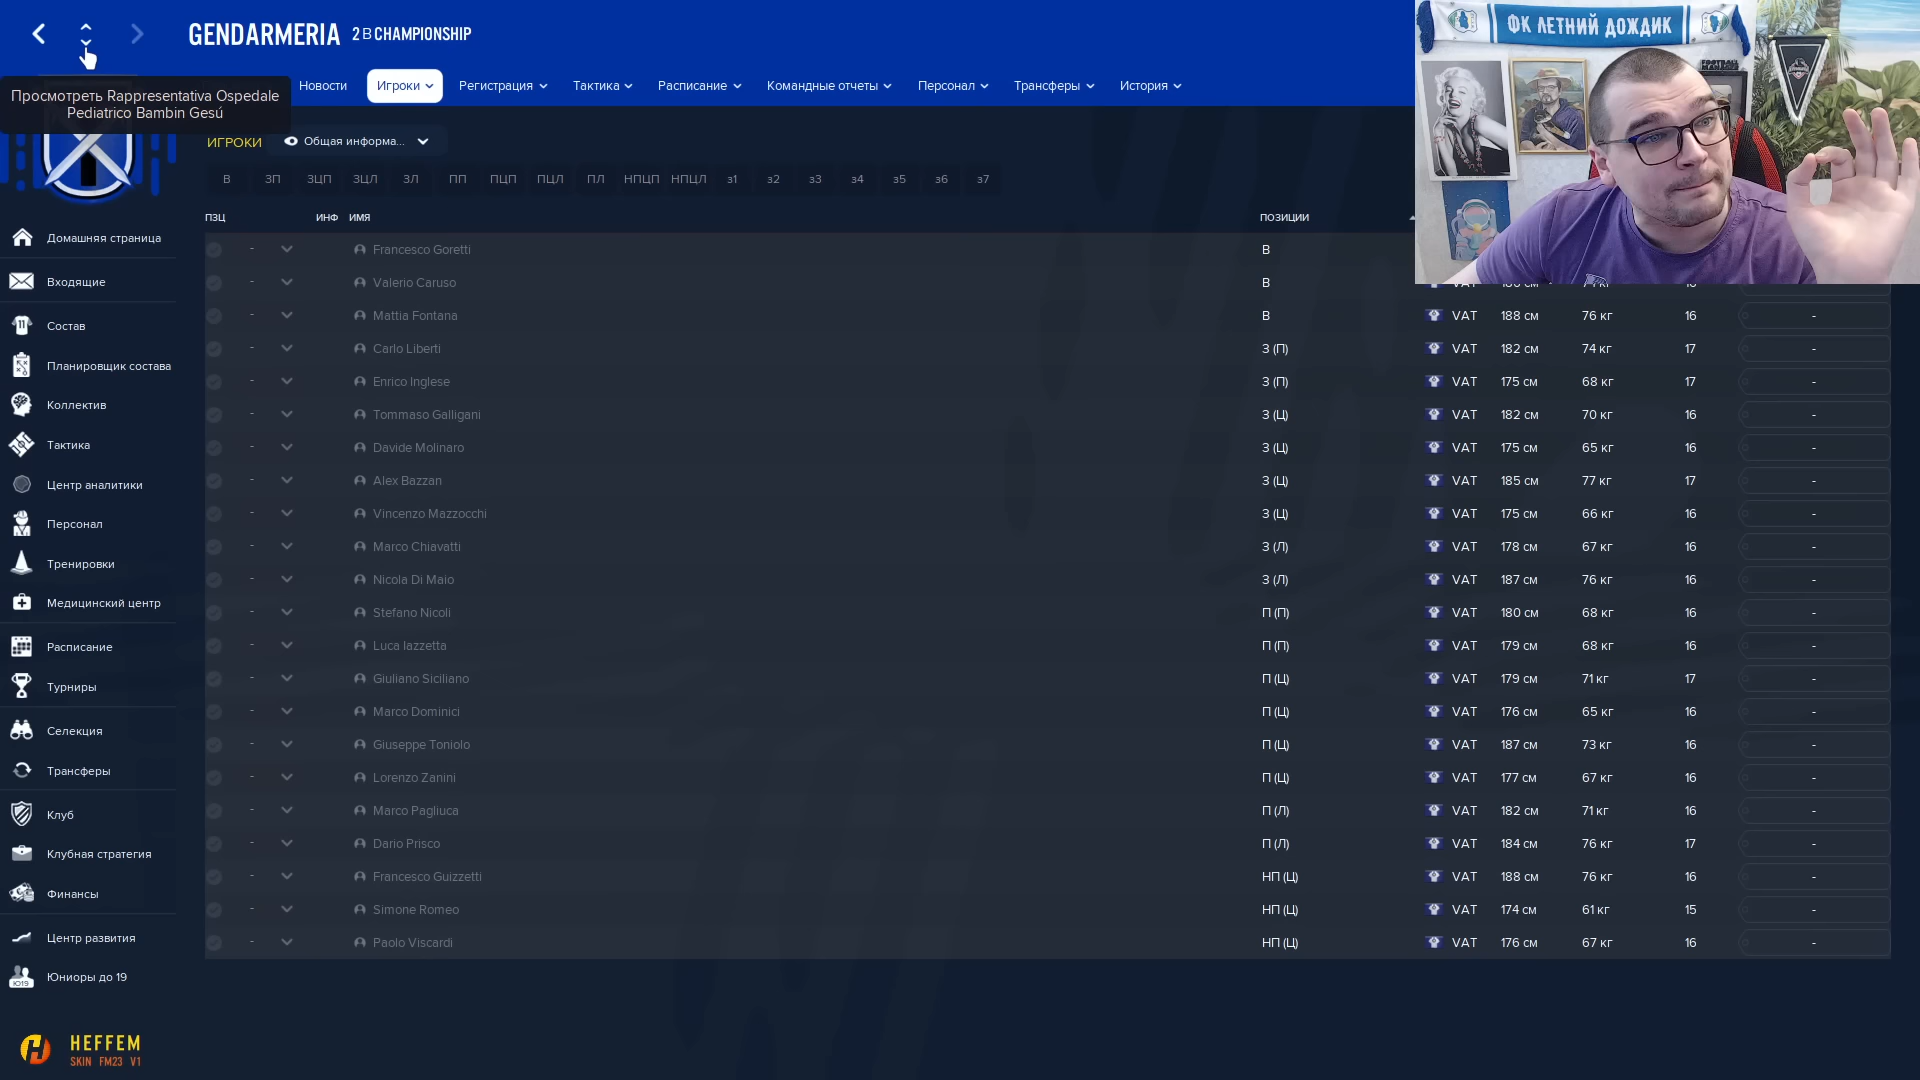 GENDARMERIA 2 В CHAMPIONSHIP
ФК ЛЕТНИЙ ДОЖДИК
Новости Игроки Регистрация Тактика Расписание Командные отчеты Персонал Трансферы История
Просмотреть Rappresentativa Ospedale
Pediatrico Bambin Gesú
ИГРОКИ Общая информа...
В ЗП ЗЦП ЗЦЛ ЗЛ ПП ПЦП ПЦЛ ПЛ НПЦП НПЦЛ з1 з2 з3 з4 з5 з6 з7
ПЗЦ ИНФ ИМЯ ПОЗИЦИИ
- Francesco Goretti В
- Valerio Caruso В
- Mattia Fontana В VAT 188 см 76 кг 16 -
- Carlo Liberti З (П) VAT 182 см 74 кг 17 -
- Enrico Inglese З (П) VAT 175 см 68 кг 17 -
- Tommaso Galligani З (Ц) VAT 182 см 70 кг 16 -
- Davide Molinaro З (Ц) VAT 175 см 65 кг 16 -
- Alex Bazzan З (Ц) VAT 185 см 77 кг 17 -
- Vincenzo Mazzocchi З (Ц) VAT 175 см 66 кг 16 -
- Marco Chiavatti З (Л) VAT 178 см 67 кг 16 -
- Nicola Di Maio З (Л) VAT 187 см 76 кг 16 -
- Stefano Nicoli П (П) VAT 180 см 68 кг 16 -
- Luca Iazzetta П (П) VAT 179 см 68 кг 16 -
- Giuliano Siciliano П (Ц) VAT 179 см 71 кг 17 -
- Marco Dominici П (Ц) VAT 176 см 65 кг 16 -
- Giuseppe Toniolo П (Ц) VAT 187 см 73 кг 16 -
- Lorenzo Zanini П (Ц) VAT 177 см 67 кг 16 -
- Marco Pagliuca П (Л) VAT 182 см 71 кг 16 -
- Dario Prisco П (Л) VAT 184 см 76 кг 17 -
- Francesco Guizzetti НП (Ц) VAT 188 см 76 кг 16 -
- Simone Romeo НП (Ц) VAT 174 см 61 кг 15 -
- Paolo Viscardi НП (Ц) VAT 176 см 67 кг 16 -
Домашняя страница
Входящие
Состав
Планировщик состава
Коллектив
Тактика
Центр аналитики
Персонал
Тренировки
Медицинский центр
Расписание
Турниры
Селекция
Трансферы
Клуб
Клубная стратегия
Финансы
Центр развития
Юниоры до 19
HEFFEM
SKIN FM23 V1